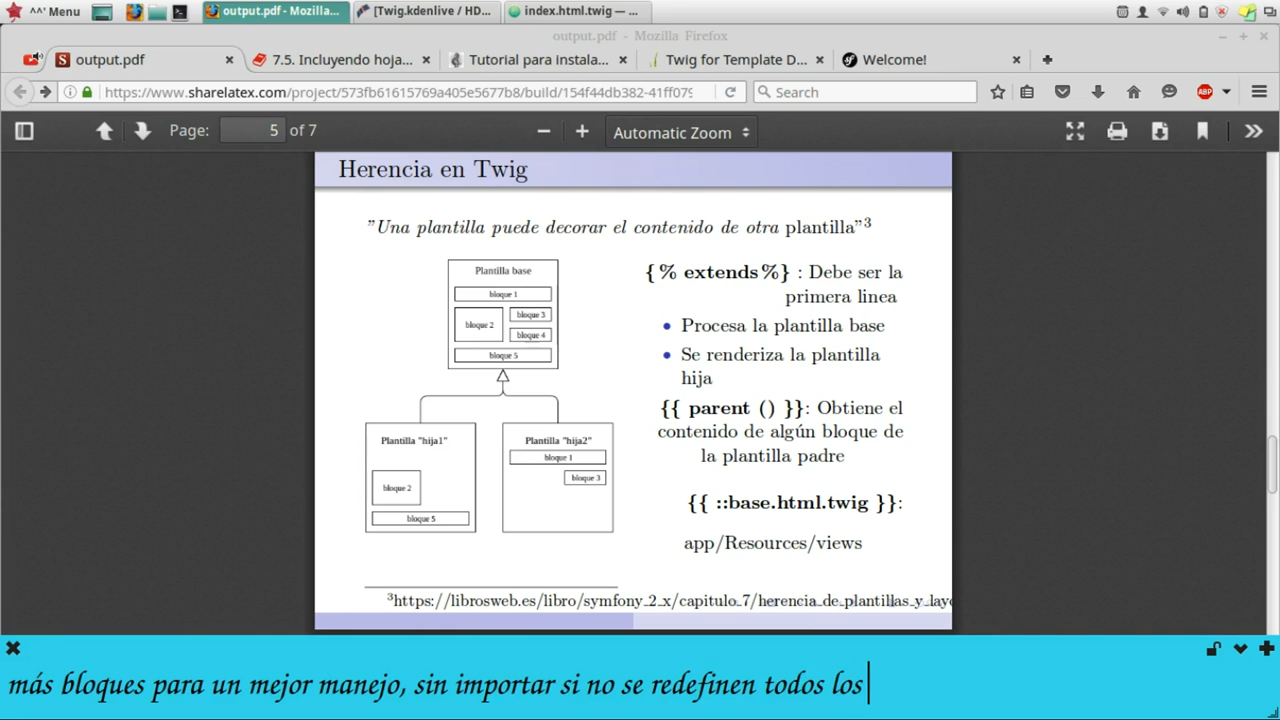 ^^' Menu
output.pdf - Mozilla...
[Twig.kdenlive / HD...
index.html.twig — ...
output.pdf - Mozilla Firefox
output.pdf
7.5. Incluyendo hoja...
Tutorial para instala...
Twig for Template D...
Welcome!
https://www.sharelatex.com/project/573fb61615769a405e5677b8/build/154f44db382-41ff079
Search
ABP
Page: 5 of 7
Automatic Zoom
Herencia en Twig
"Una plantilla puede decorar el contenido de otra plantilla"3
Plantilla base
bloque 1
bloque 2
bloque 3
bloque 4
bloque 5
Plantilla "hija1"
bloque 2
bloque 5
Plantilla "hija2"
bloque 1
bloque 3
{% extends%} : Debe ser la
primera linea
• Procesa la plantilla base
• Se renderiza la plantilla
hija
{{ parent () }}: Obtiene el
contenido de algún bloque de
la plantilla padre
{{ ::base.html.twig }}:
app/Resources/views
3https://librosweb.es/libro/symfony_2_x/capitulo_7/herencia_de_plantillas_y_layo
más bloques para un mejor manejo, sin importar si no se redefinen todos los